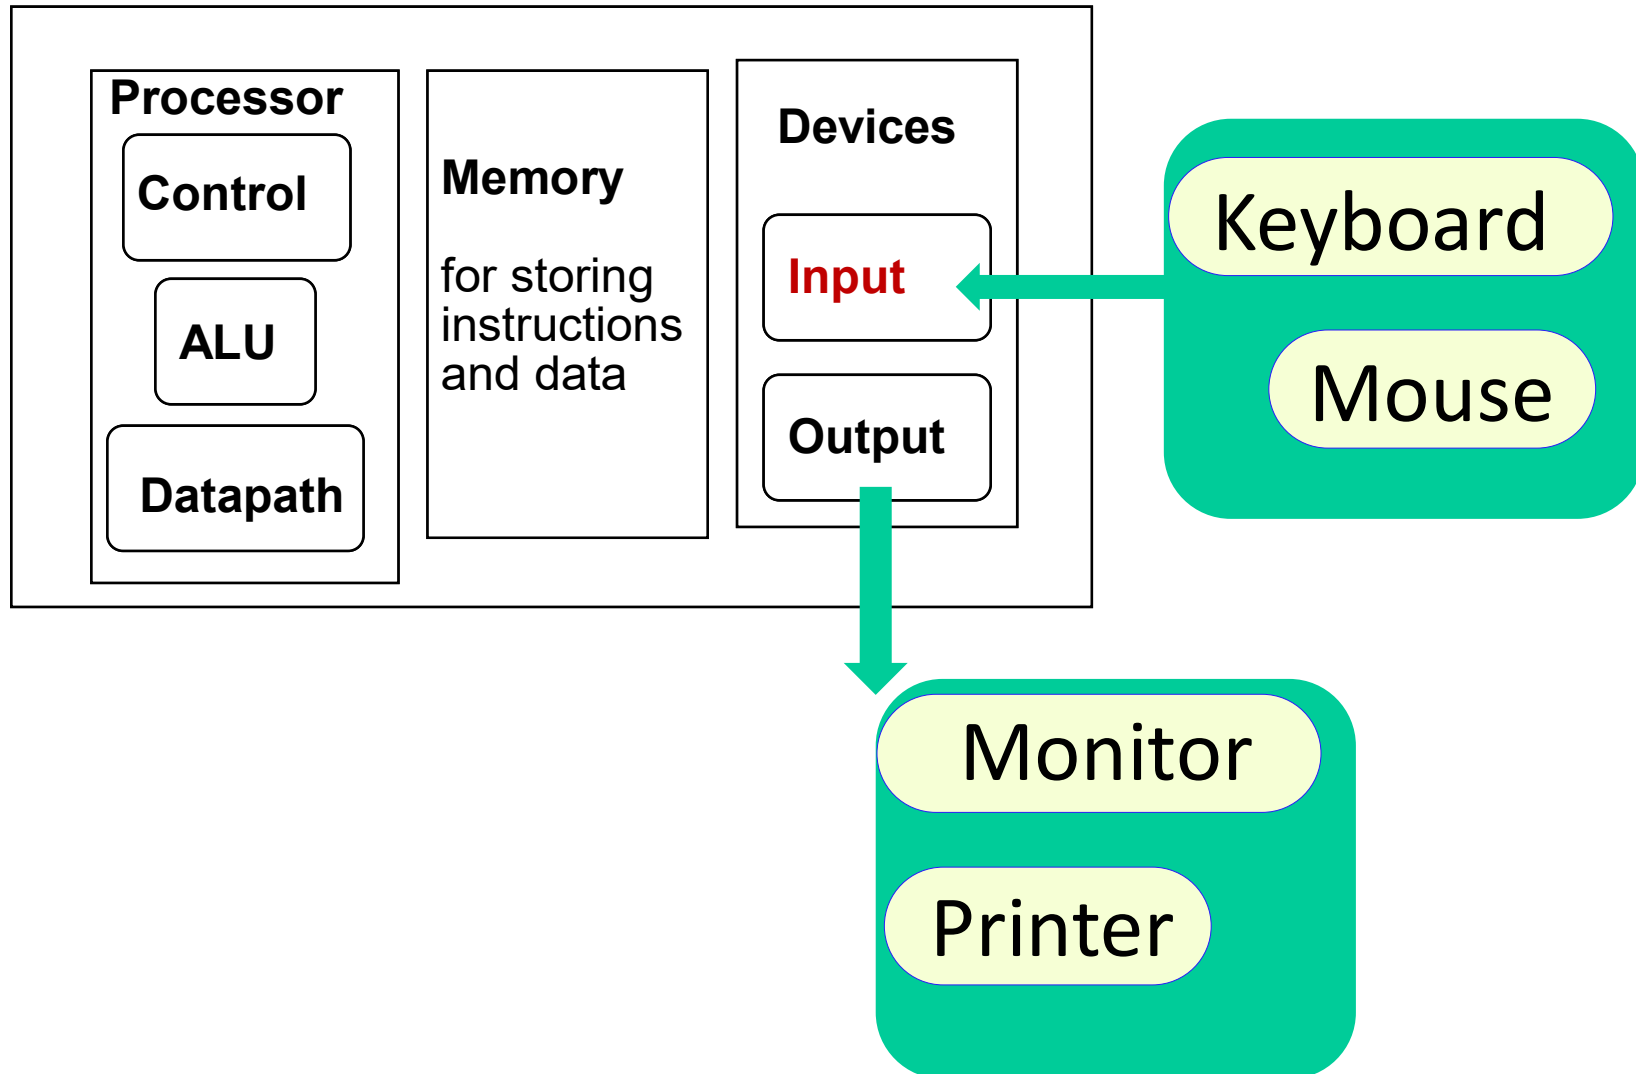 Processor
Control
ALU
Datapath
Memory
for storing
instructions
and data
Devices
Input
Output
Keyboard
Mouse
Monitor
Printer